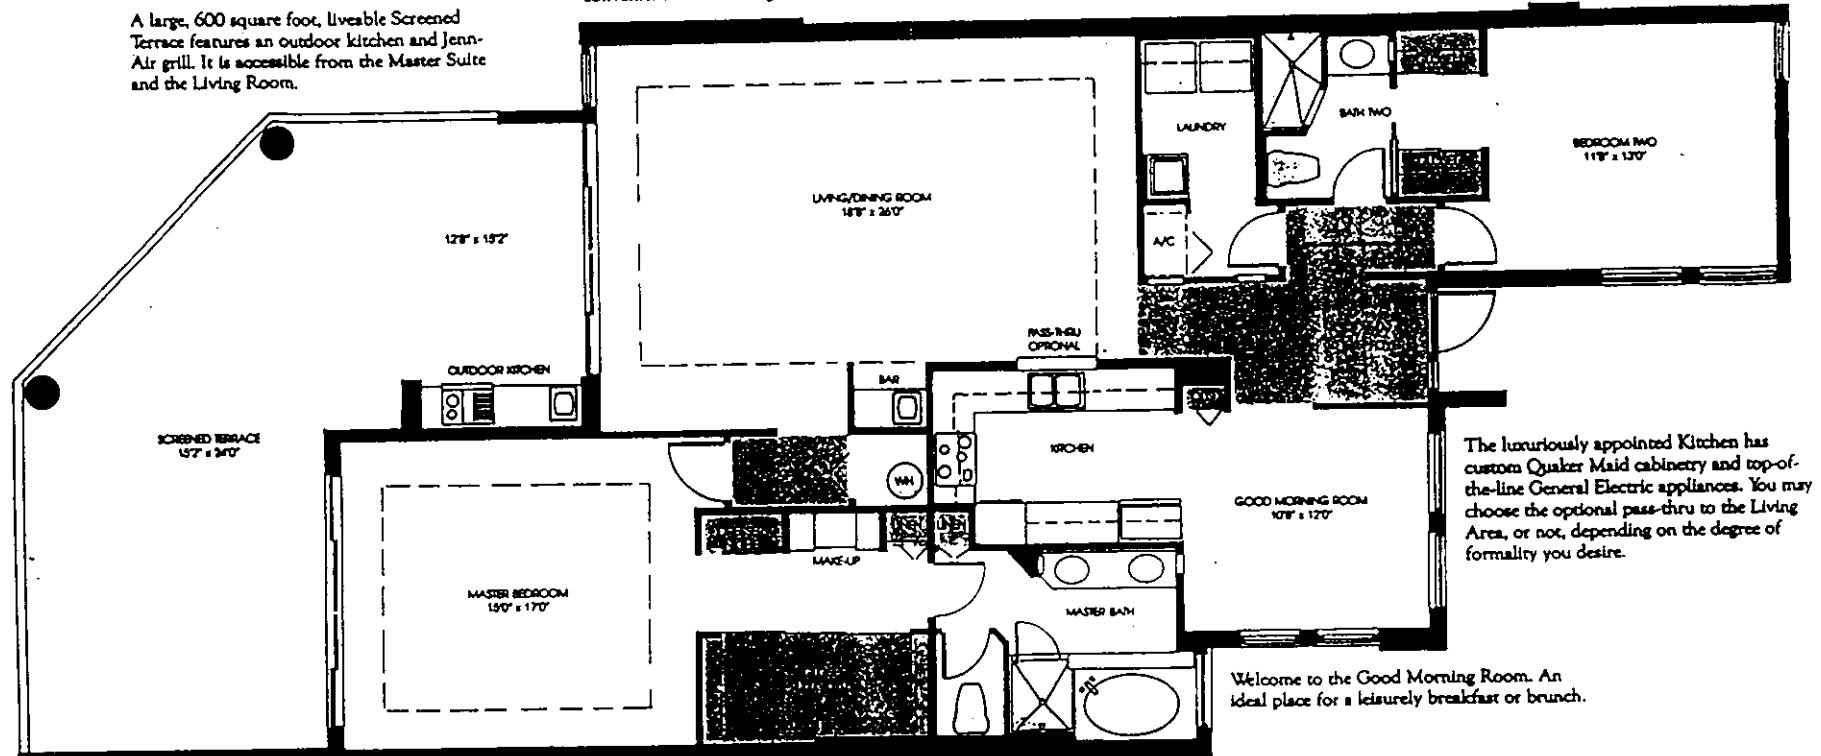 A large, 600 square foot, liveable Screened
Terrace features an outdoor kitchen and Jenn-
Air grill. It is accessible from the Master Suite
and the Living Room.
LAUNDRY
BATH TWO
BEDROOM TWO
11'8" x 13'0"
LIVING/DINING ROOM
18'8" x 26'0"
12'8" x 15'2"
A/C
PASS-THRU
OPTIONAL
OUTDOOR KITCHEN
BAR
SCREENED TERRACE
15'2" x 24'0"
KITCHEN
WH
The luxuriously appointed Kitchen has
custom Quaker Maid cabinetry and top-of-
the-line General Electric appliances. You may
choose the optional pass-thru to the Living
Area, or not, depending on the degree of
formality you desire.
GOOD MORNING ROOM
10'8" x 12'0"
LINEN
LINEN
MAKE-UP
MASTER BEDROOM
15'0" x 17'0"
MASTER BATH
Welcome to the Good Morning Room. An
ideal place for a leisurely breakfast or brunch.